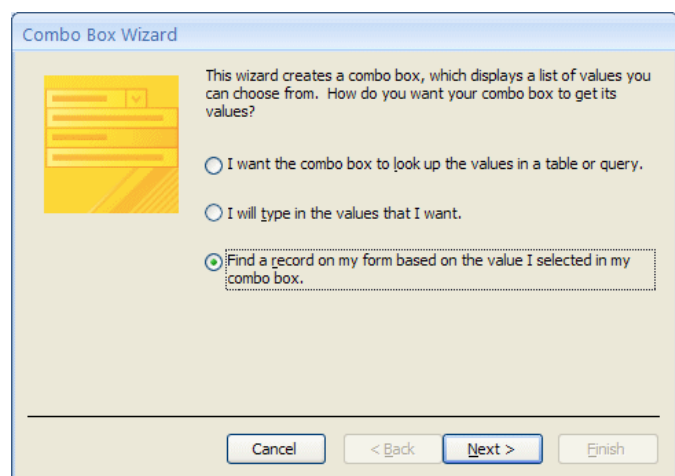 Combo Box Wizard
This wizard creates a combo box, which displays a list of values you
can choose from.  How do you want your combo box to get its
values?
I want the combo box to look up the values in a table or query.
I will type in the values that I want.
Find a record on my form based on the value I selected in my
combo box.
Cancel
< Back
Next >
Finish